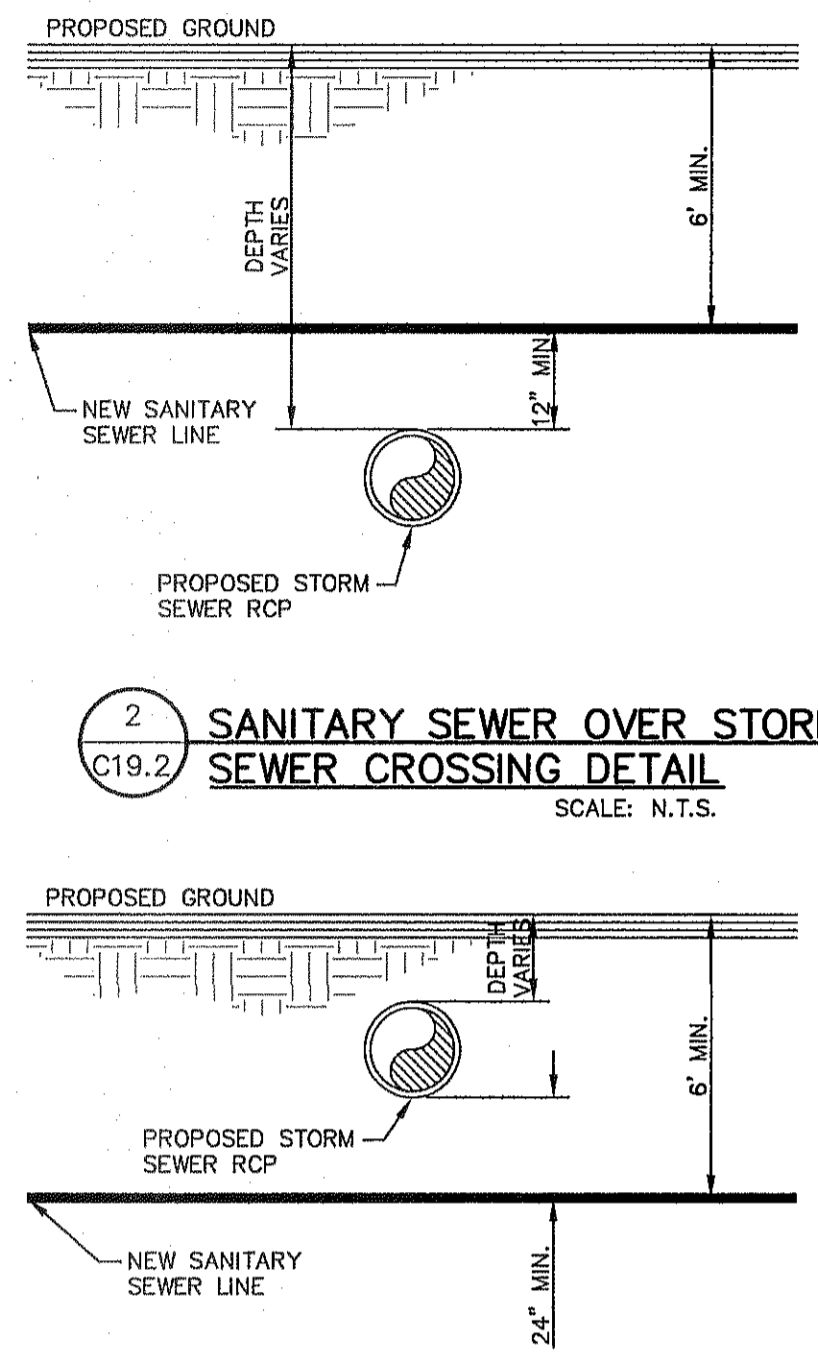 PROPOSED GROUND
DEPTH
VARIES
6' MIN.
12" MIN.
NEW SANITARY
SEWER LINE
PROPOSED STORM
SEWER RCP
2
C19.2
SANITARY SEWER OVER STOR
SEWER CROSSING DETAIL
SCALE: N.T.S.
PROPOSED GROUND
DEPTH
VARIES
6' MIN.
PROPOSED STORM
SEWER RCP
NEW SANITARY
SEWER LINE
24" MIN.